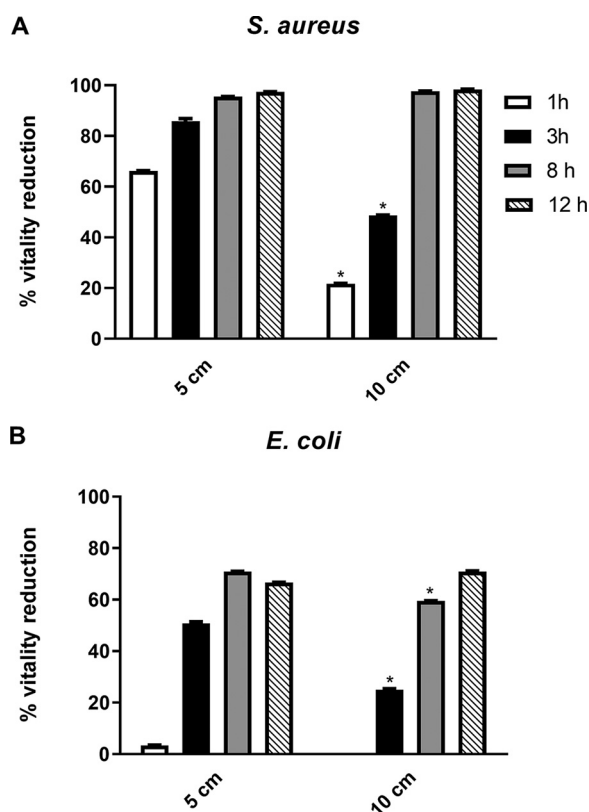 A
S. aureus
% vitality reduction
100
80
60
40
20
0
*
*
5 cm
10 cm
1h
3h
8 h
12 h
B
E. coli
% vitality reduction
100
80
60
40
20
0
*
*
5 cm
10 cm